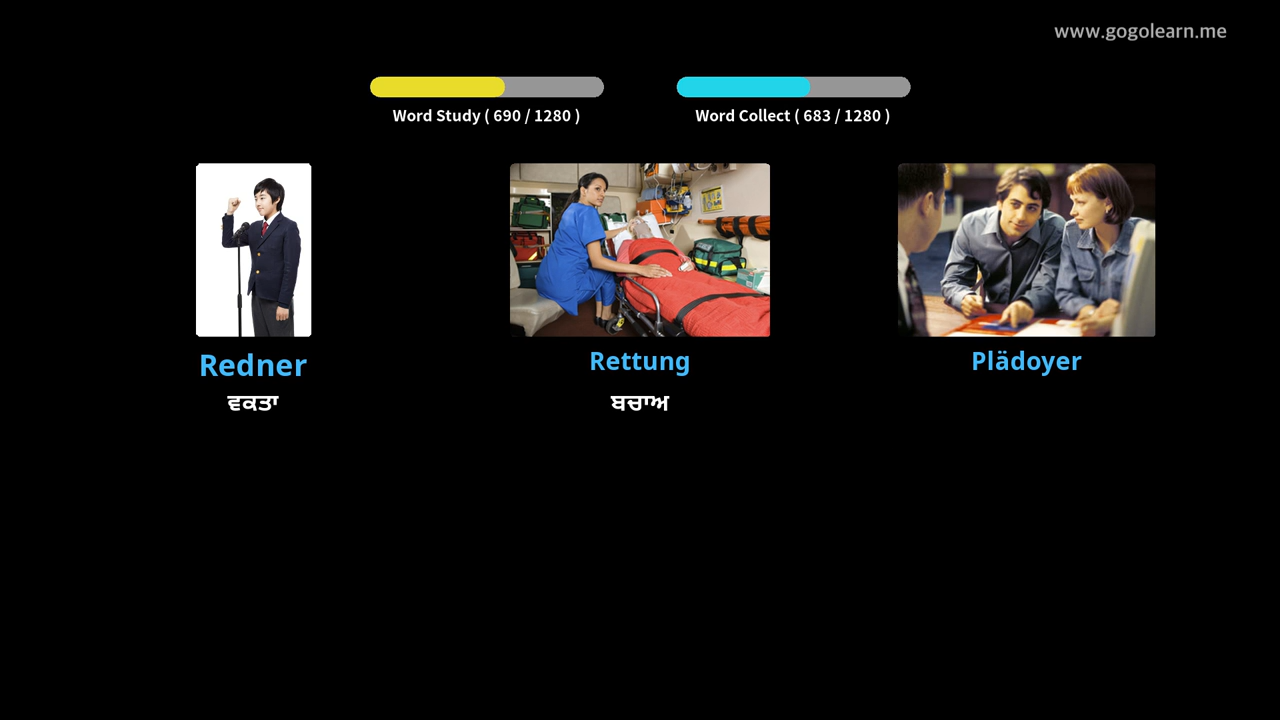 www.gogolearn.me
Word Study ( 690 / 1280 )
Word Collect ( 683 / 1280 )
Redner
Rettung
Plädoyer
ਵਕਤਾ
ਬਚਾਅ